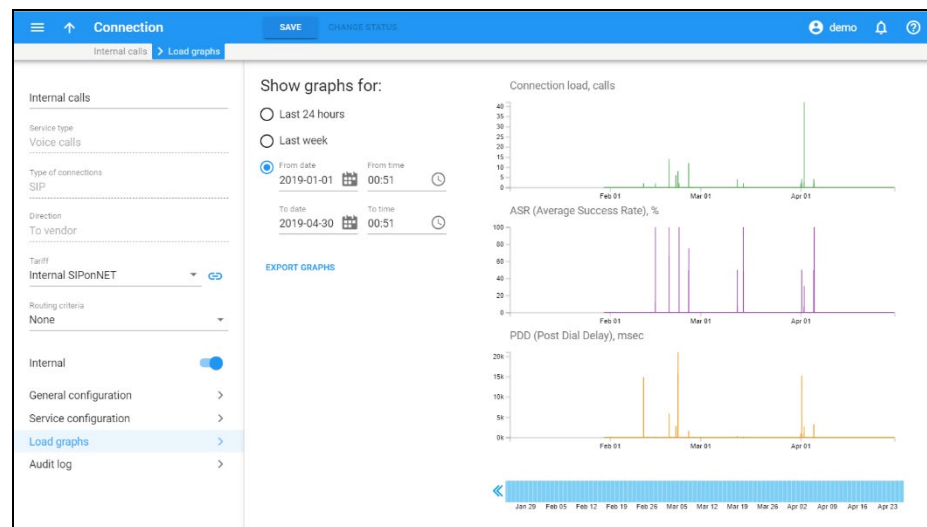 Connection
SAVE
CHANGE STATUS
demo
Internal calls
Load graphs
Internal calls
Service type
Voice calls
Type of connections
SIP
Direction
To vendor
Tariff
Internal SIPonNET
Routing criteria
None
Internal
General configuration
Service configuration
Load graphs
Audit log
Show graphs for:
Last 24 hours
Last week
From date
From time
2019-01-01
00:51
To date
To time
2019-04-30
00:51
EXPORT GRAPHS
Connection load, calls
40
35
30
25
20
15
10
5
0
Feb 01 Mar 01 Apr 01
ASR (Average Success Rate), %
100
80
60
40
20
0
Feb 01 Mar 01 Apr 01
PDD (Post Dial Delay), msec
20k
15k
10k
5k
0k
Feb 01 Mar 01 Apr 01
Jan 29 Feb 05 Feb 12 Feb 19 Feb 26 Mar 05 Mar 12 Mar 19 Mar 26 Apr 02 Apr 09 Apr 16 Apr 23